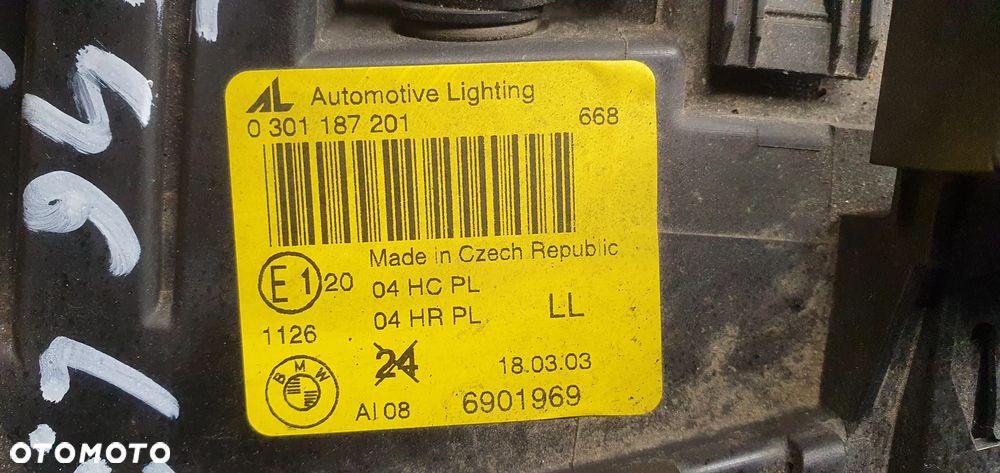 AL Automotive Lighting
0 301 187 201 668
Made in Czech Republic
E1 20 04 HC PL
04 HR PL LL
1126
24 18.03.03
BMW
AI 08 6901969
OTOMOTO